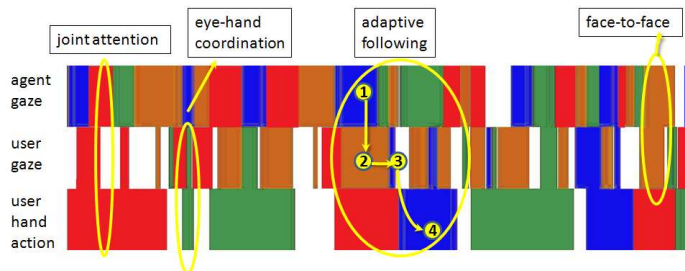 joint attention
eye-hand
coordination
adaptive
following
face-to-face
agent
gaze
user
gaze
user
hand
action
1
2
3
4